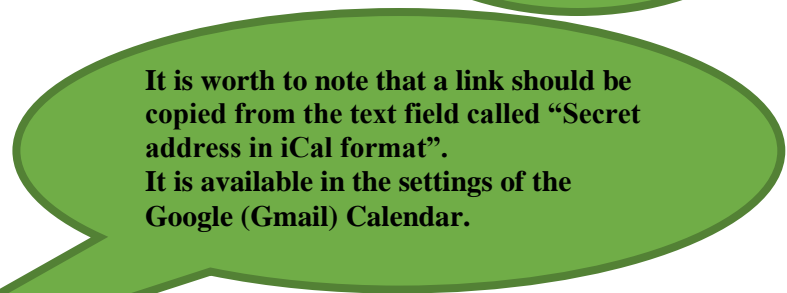 It is worth to note that a link should be
copied from the text field called “Secret
address in iCal format”.
It is available in the settings of the
Google (Gmail) Calendar.